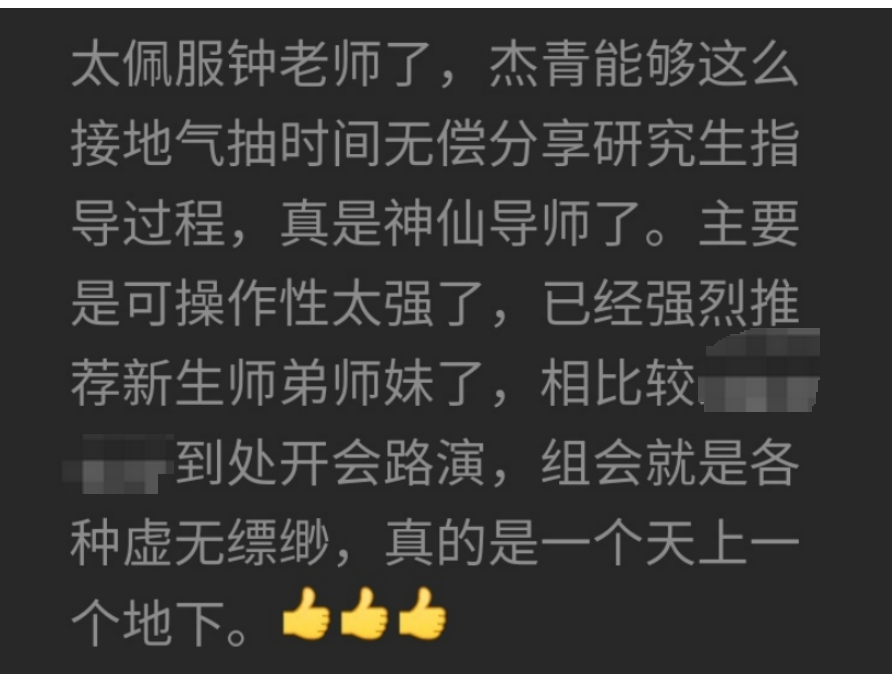 太佩服钟老师了，杰青能够这么
接地气抽时间无偿分享研究生指
导过程，真是神仙导师了。主要
是可操作性太强了，已经强烈推
荐新生师弟师妹了，相比较
到处开会路演，组会就是各
种虚无缥缈，真的是一个天上一
个地下。👍👍👍